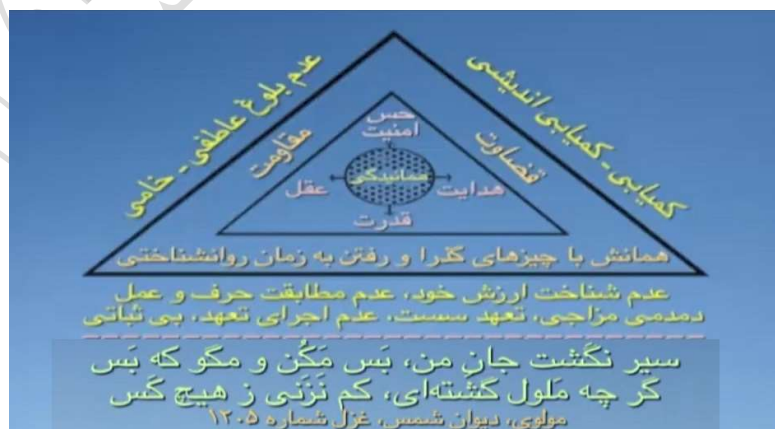 عدم بلوغ عاطفی - خامی
کمیابی - کمیابی اندیشی
مقاومت
قضاوت
حس
امنیت
عقل
همانیدگی
هدایت
قدرت
همانش با چیزهای گذرا و رفتن به زمان روانشناختی
عدم شناخت ارزش خود، عدم مطابقت حرف و عمل
دمدمی مزاجی، تعهد سست، عدم اجرای تعهد، بی ثباتی
سیر نگشت جانِ من، بَس مَکُن و مگو که بَس
گر چه مَلول گشته‌ای، کم نَزَنی ز هیچ کَس
مولوی، دیوان شمس، غزل شماره ۱۲۰۵